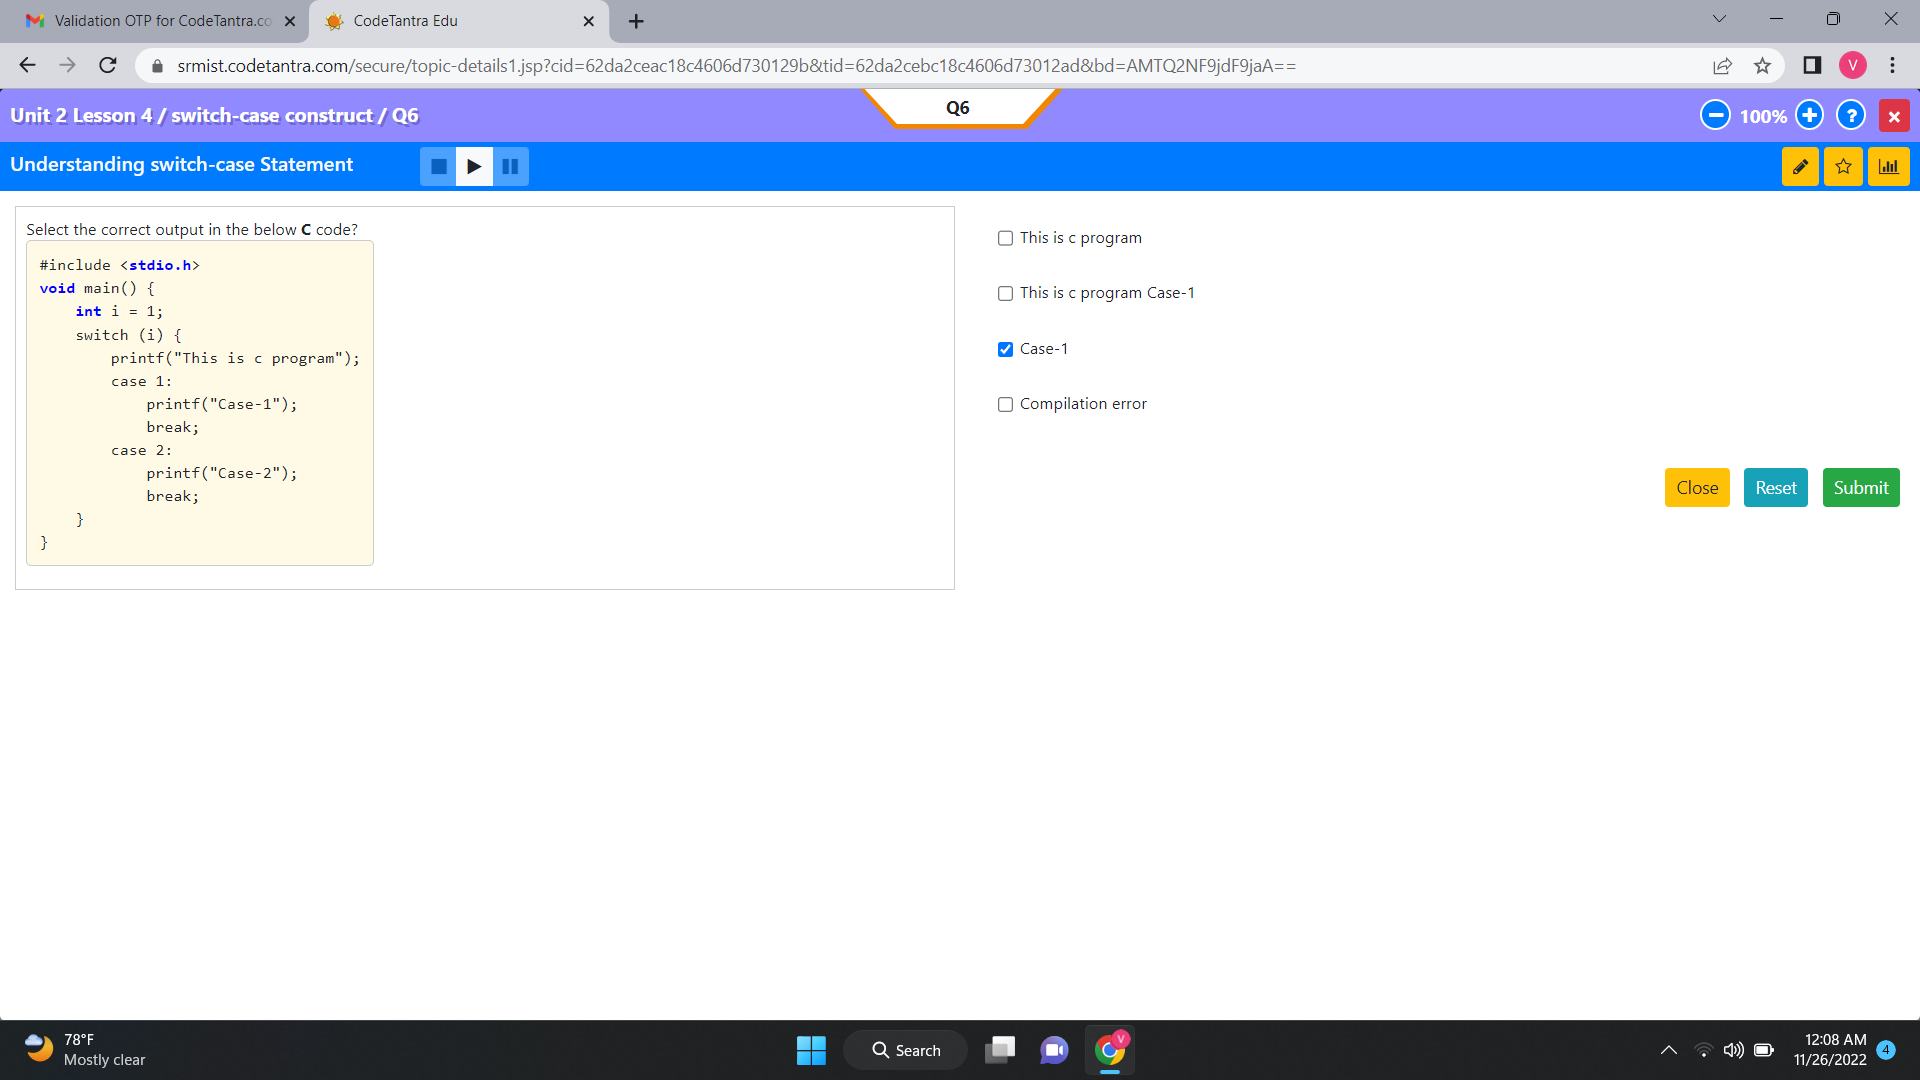 Validation OTP for CodeTantra.co
CodeTantra Edu
srmist.codetantra.com/secure/topic-details1.jsp?cid=62da2ceac18c4606d730129b&tid=62da2cebc18c4606d73012ad&bd=AMTQ2NF9jdF9jaA==
V
Unit 2 Lesson 4 / switch-case construct / Q6
Q6
100%
?
Understanding switch-case Statement
Select the correct output in the below C code?
#include <stdio.h>
void main() {
    int i = 1;
    switch (i) {
        printf("This is c program");
        case 1:
            printf("Case-1");
            break;
        case 2:
            printf("Case-2");
            break;
    }
}
This is c program
This is c program Case-1
Case-1
Compilation error
Close
Reset
Submit
78°F
Mostly clear
Search
V
12:08 AM
11/26/2022
4